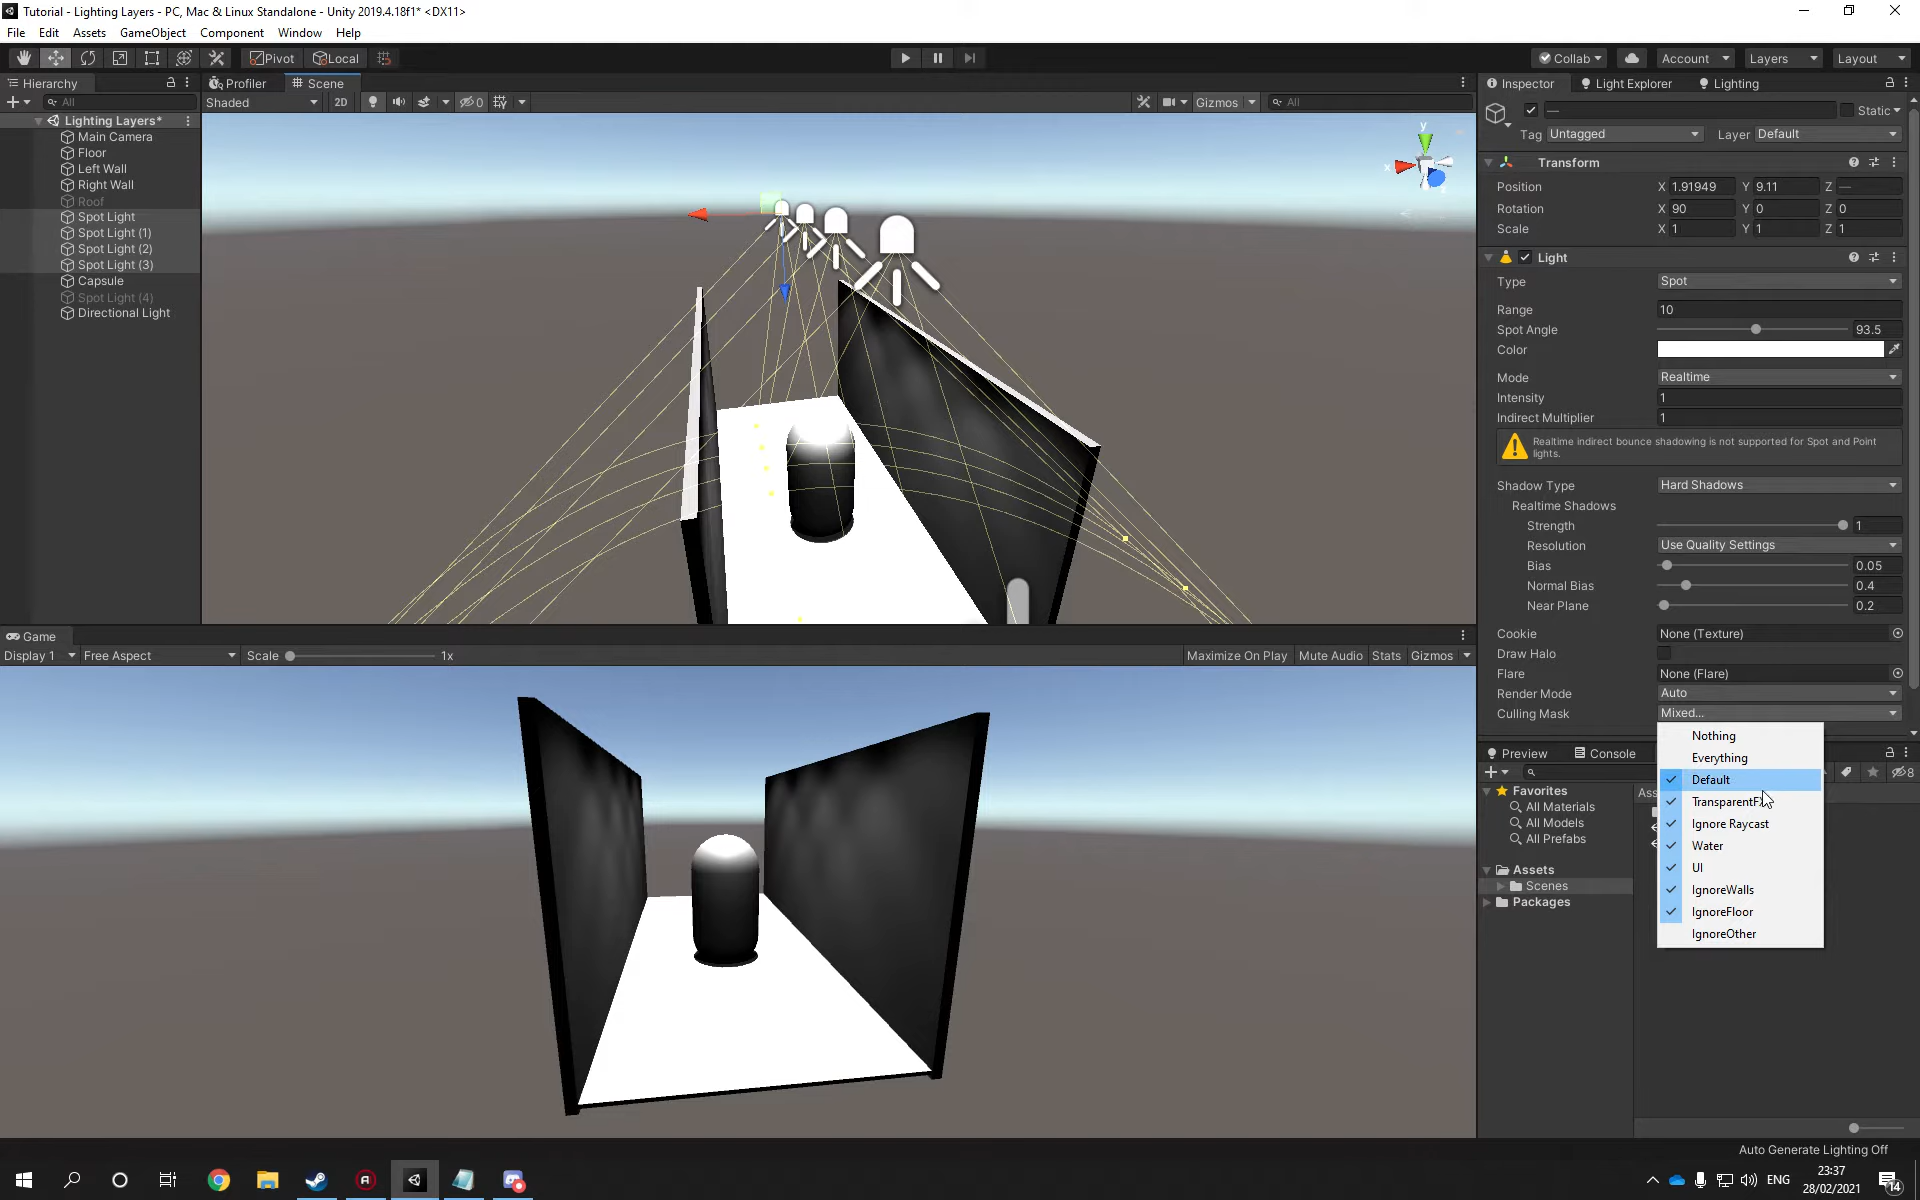 Tutorial - Lighting Layers - PC, Mac & Linux Standalone - Unity 2019.4.18f1* <DX11>
File Edit Assets GameObject Component Window Help
Pivot Local Collab Account Layers Layout
Hierarchy
All
Lighting Layers*
Main Camera
Floor
Left Wall
Right Wall
Roof
Spot Light
Spot Light (1)
Spot Light (2)
Spot Light (3)
Capsule
Spot Light (4)
Directional Light
Profiler Scene
Shaded 2D 0 Gizmos All
y
x
Game
Display 1 Free Aspect Scale 1x Maximize On Play Mute Audio Stats Gizmos
Inspector Light Explorer Lighting
— Static
Tag Untagged Layer Default
Transform
Position X 1.91949 Y 9.11 Z —
Rotation X 90 Y 0 Z 0
Scale X 1 Y 1 Z 1
Light
Type Spot
Range 10
Spot Angle 93.5
Color
Mode Realtime
Intensity 1
Indirect Multiplier 1
Realtime indirect bounce shadowing is not supported for Spot and Point
lights.
Shadow Type Hard Shadows
Realtime Shadows
Strength 1
Resolution Use Quality Settings
Bias 0.05
Normal Bias 0.4
Near Plane 0.2
Cookie None (Texture)
Draw Halo
Flare None (Flare)
Render Mode Auto
Culling Mask Mixed...
Nothing
Everything
Default
TransparentF
Ignore Raycast
Water
UI
IgnoreWalls
IgnoreFloor
IgnoreOther
Preview Console
8
Favorites
All Materials
All Models
All Prefabs
Assets
Scenes
Packages
Ass
Auto Generate Lighting Off
ENG
23:37
28/02/2021
14